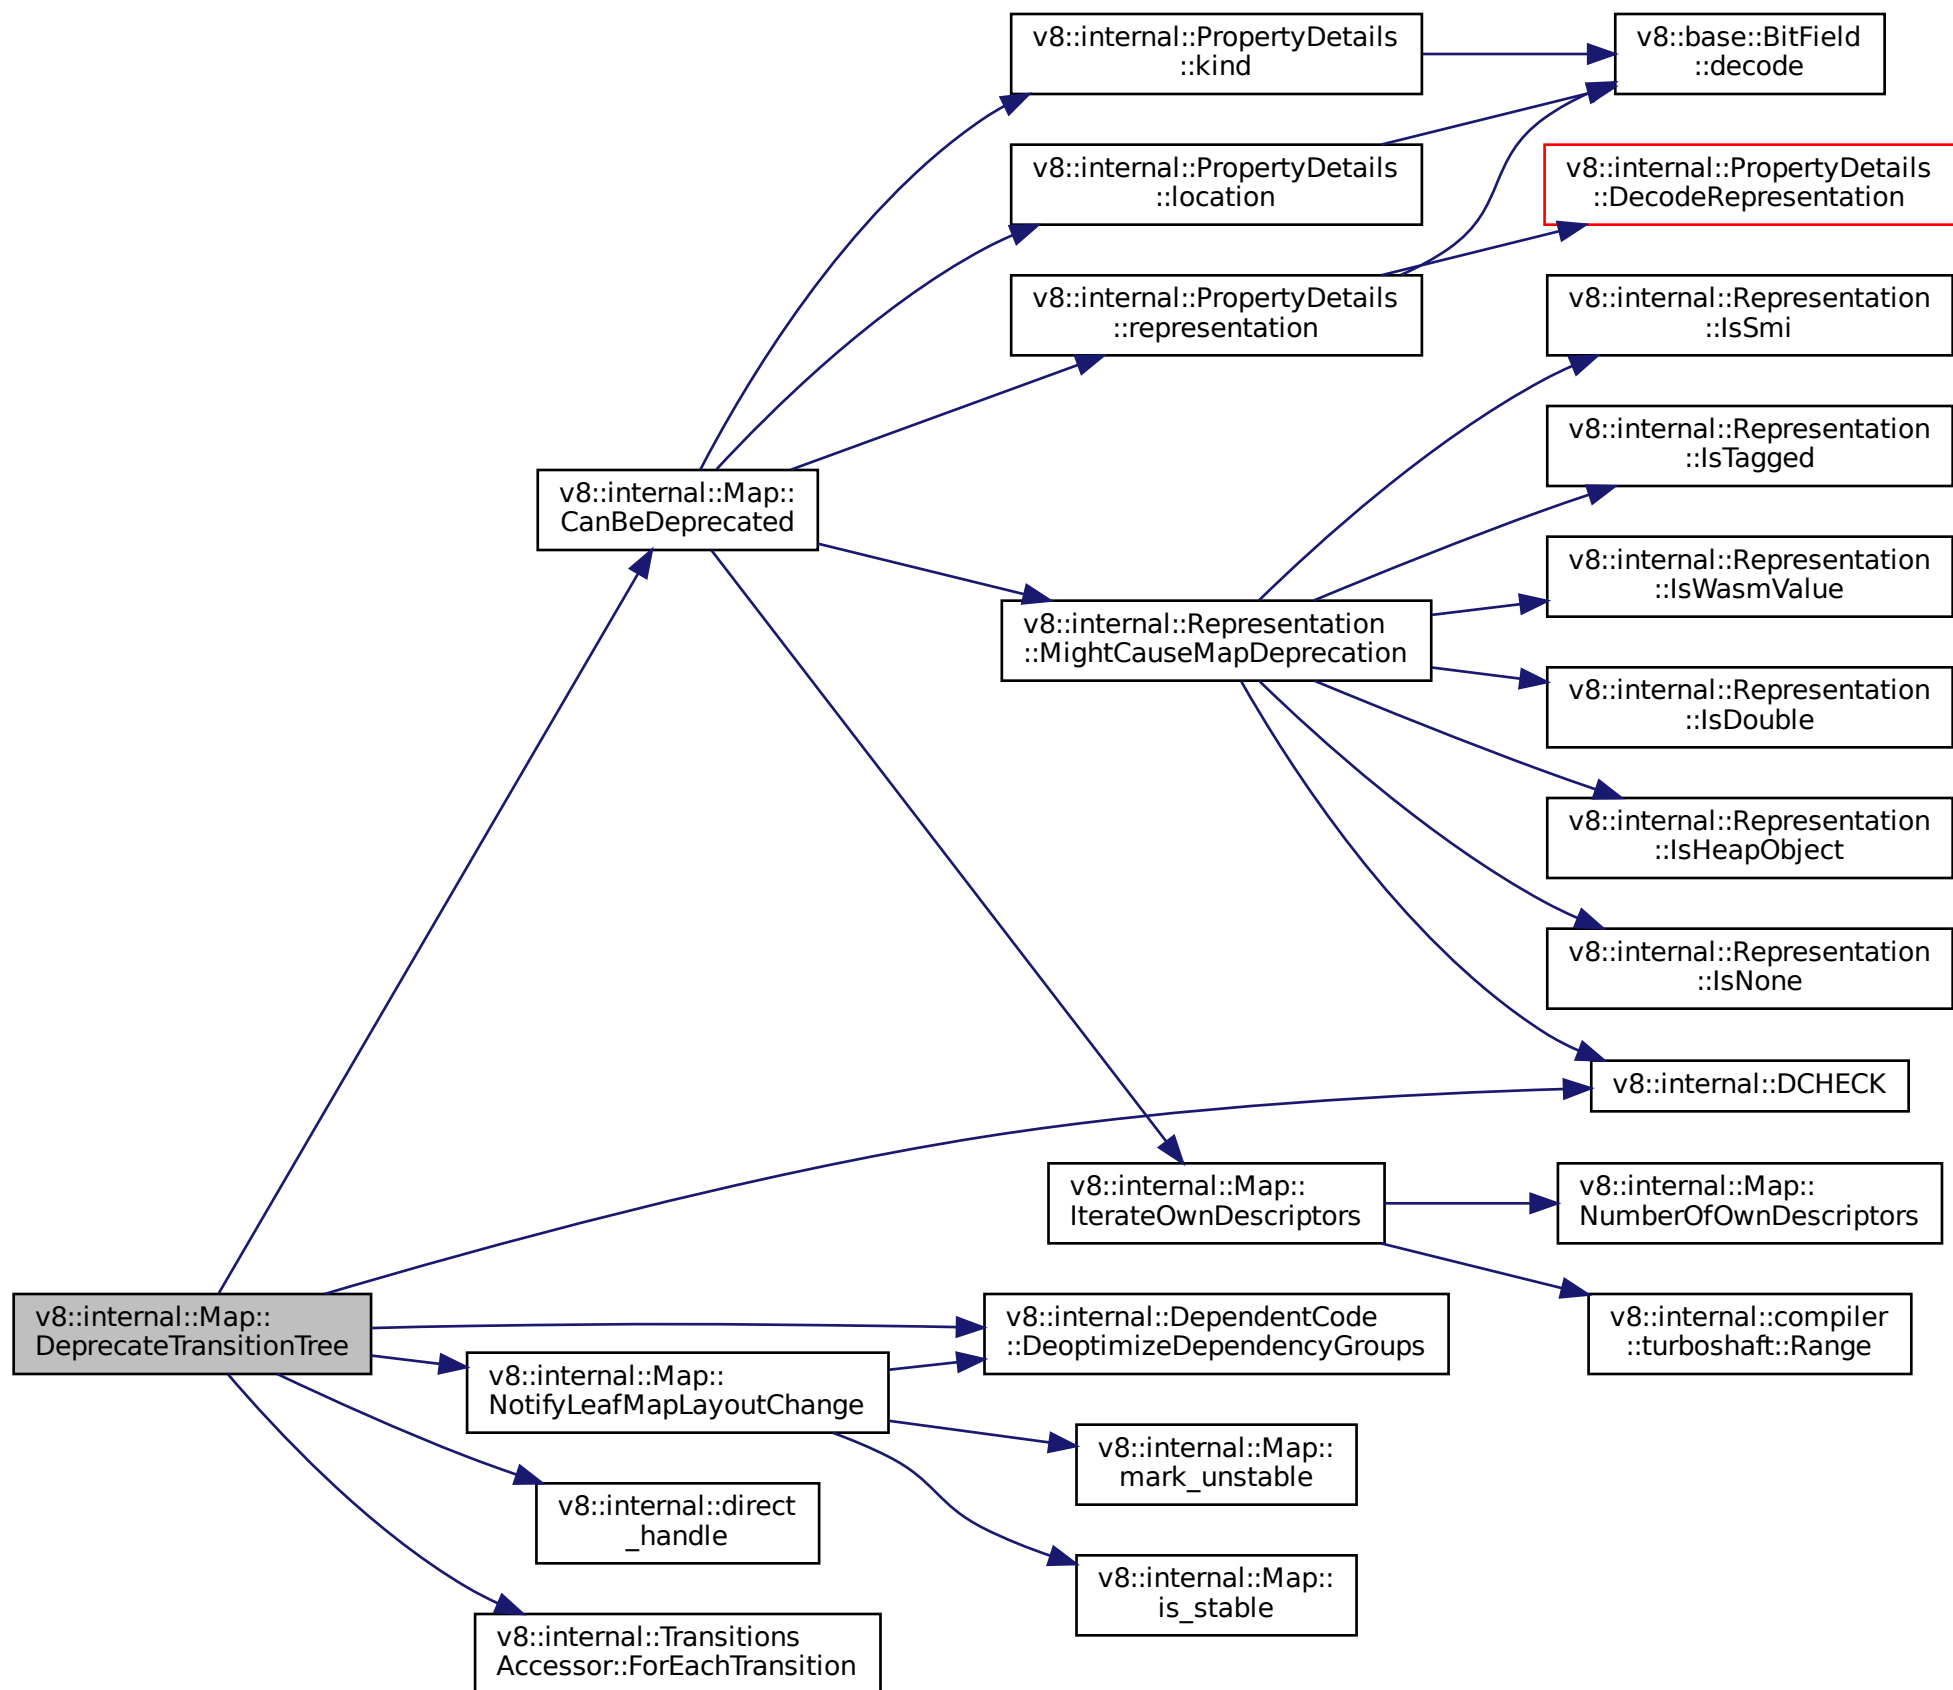 v8::internal::PropertyDetails
::kind
v8::base::BitField
::decode
v8::internal::PropertyDetails
::location
v8::internal::PropertyDetails
::DecodeRepresentation
v8::internal::PropertyDetails
::representation
v8::internal::Representation
::IsSmi
v8::internal::Representation
::IsTagged
v8::internal::Map::
CanBeDeprecated
v8::internal::Representation
::IsWasmValue
v8::internal::Representation
::MightCauseMapDeprecation
v8::internal::Representation
::IsDouble
v8::internal::Representation
::IsHeapObject
v8::internal::Representation
::IsNone
v8::internal::DCHECK
v8::internal::Map::
IterateOwnDescriptors
v8::internal::Map::
NumberOfOwnDescriptors
v8::internal::Map::
DeprecateTransitionTree
v8::internal::DependentCode
::DeoptimizeDependencyGroups
v8::internal::compiler
::turboshaft::Range
v8::internal::Map::
NotifyLeafMapLayoutChange
v8::internal::Map::
mark_unstable
v8::internal::direct
_handle
v8::internal::Map::
is_stable
v8::internal::Transitions
Accessor::ForEachTransition